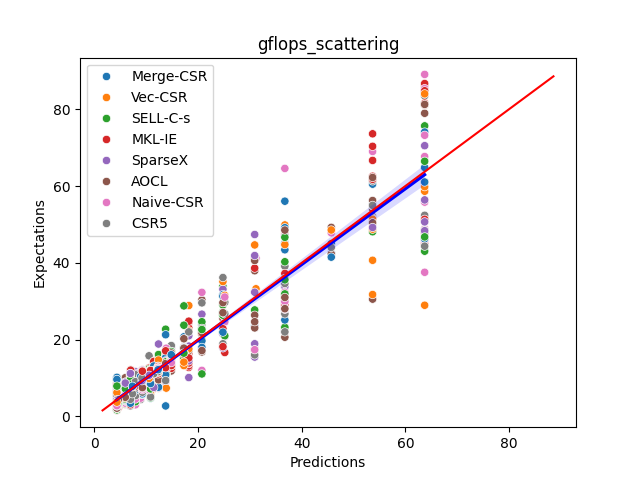 gflops_scattering
Merge-CSR
Vec-CSR
SELL-C-s
MKL-IE
SparseX
AOCL
Naive-CSR
CSR5
Expectations
80
60
40
20
0
0 20 40 60 80
Predictions